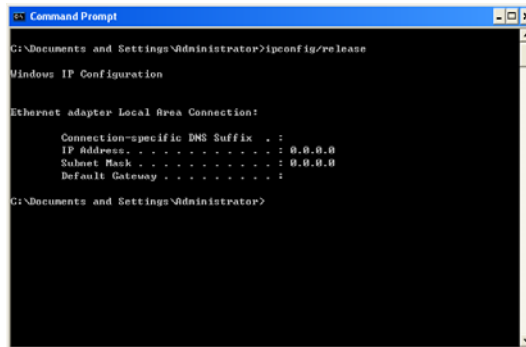 Command Prompt
C:\Documents and Settings\Administrator>ipconfig/release
Windows IP Configuration
Ethernet adapter Local Area Connection:
Connection-specific DNS Suffix . :
IP Address. . . . . . . . . . . . : 0.0.0.0
Subnet Mask . . . . . . . . . . . : 0.0.0.0
Default Gateway . . . . . . . . . :
C:\Documents and Settings\Administrator>